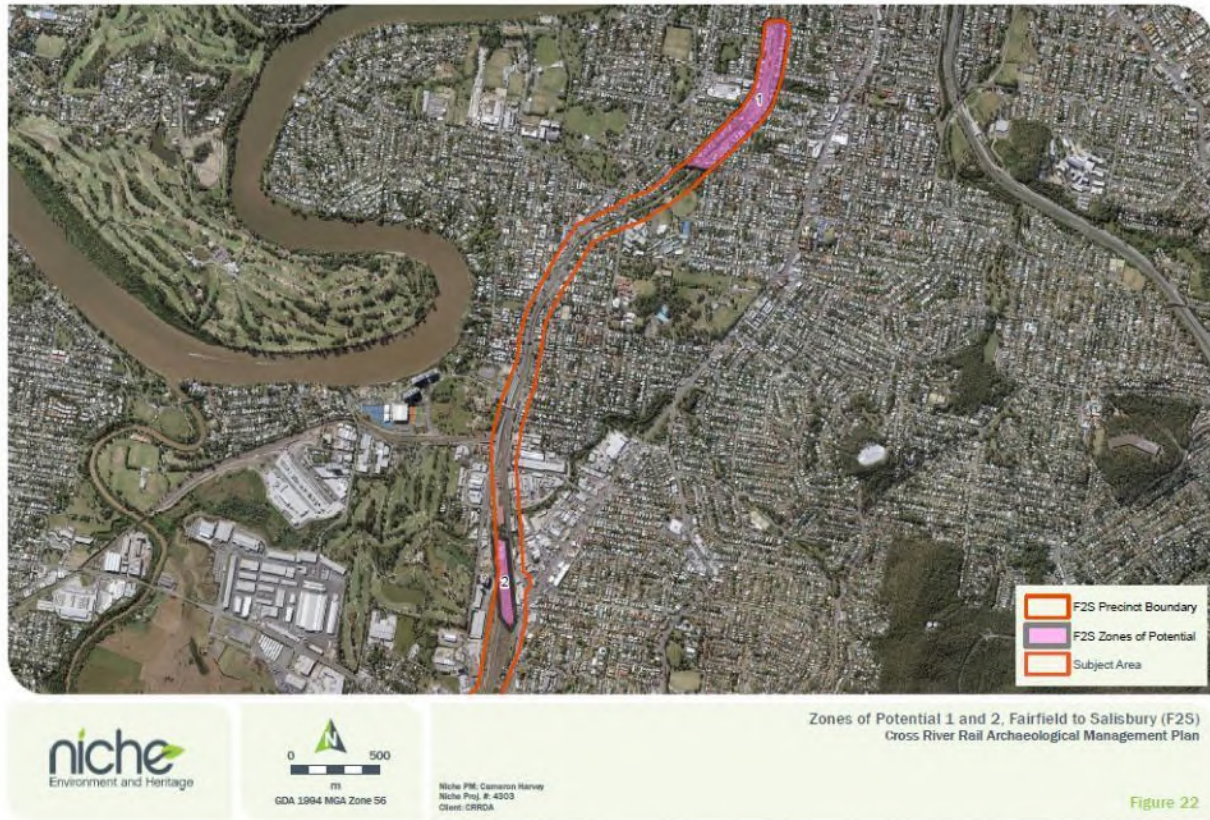 1
2
F2S Precinct Boundary
F2S Zones of Potential
Subject Area
niche
Environment and Heritage
N
0 500
m
GDA 1994 MGA Zone 56
Niche PM: Cameron Harvey
Niche Proj. #: 4303
Client: CRRDA
Zones of Potential 1 and 2, Fairfield to Salisbury (F2S)
Cross River Rail Archaeological Management Plan
Figure 22